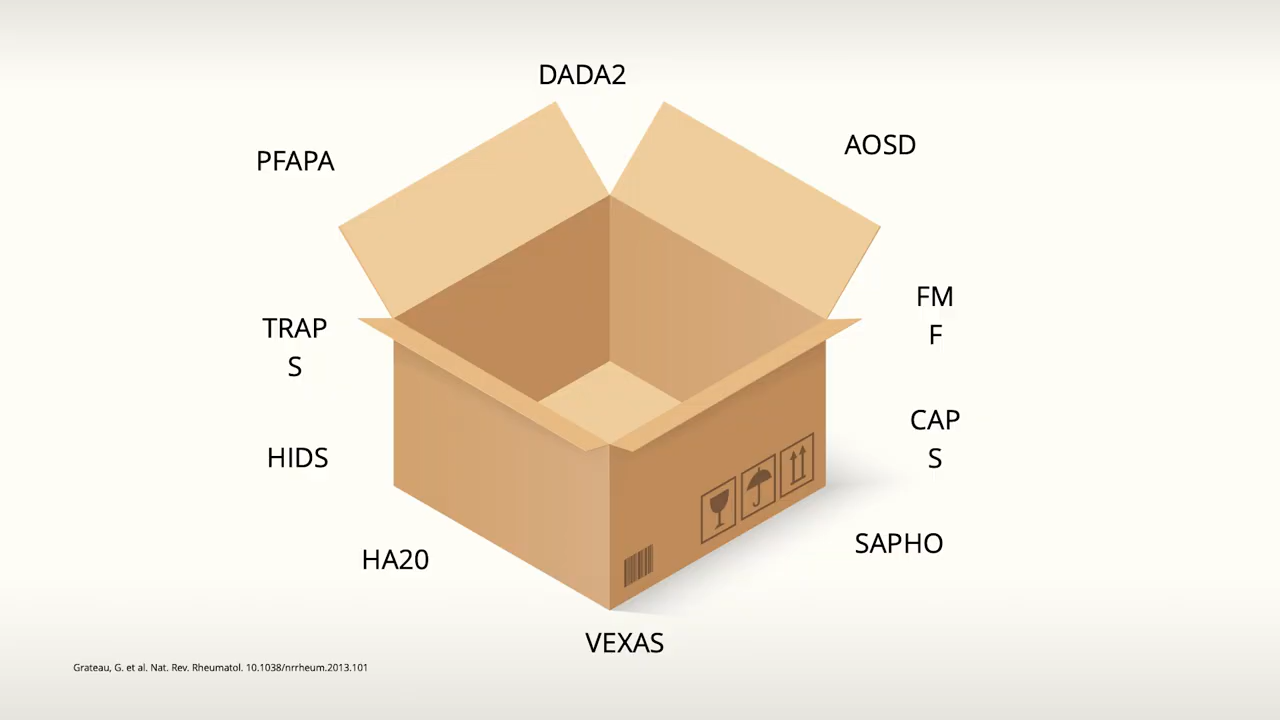 DADA2
AOSD
PFAPA
FM
F
TRAP
S
CAP
S
HIDS
SAPHO
HA20
VEXAS
Grateau, G. et al. Nat. Rev. Rheumatol. 10.1038/nrrheum.2013.101